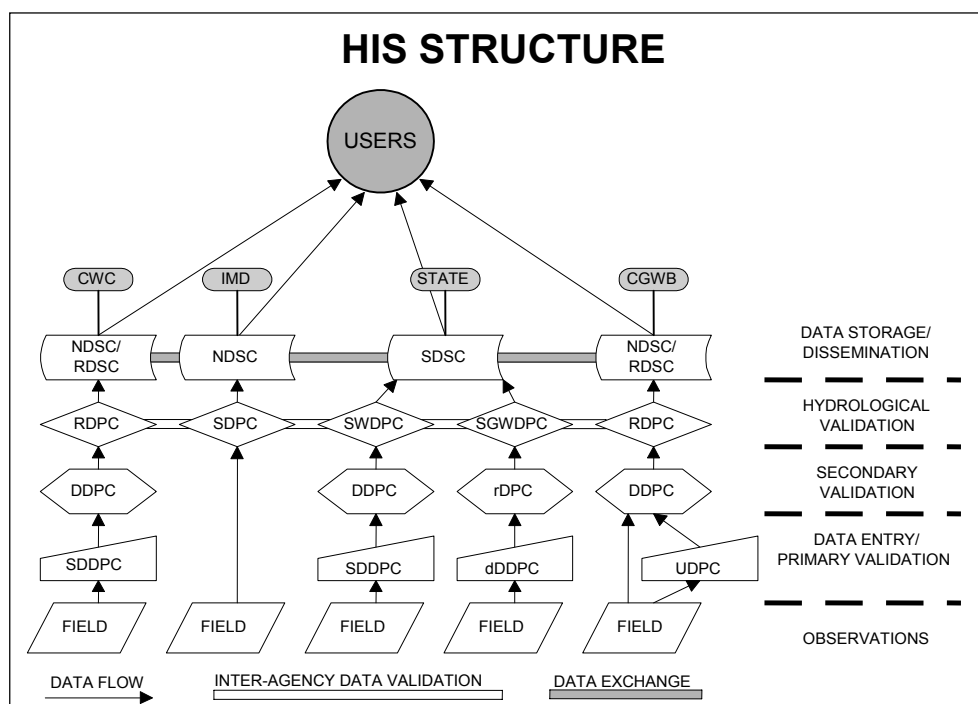 HIS STRUCTURE
USERS
CWC
IMD
STATE
CGWB
NDSC/
RDSC
NDSC
SDSC
NDSC/
RDSC
DATA STORAGE/
DISSEMINATION
RDPC
SDPC
SWDPC
SGWDPC
RDPC
HYDROLOGICAL
VALIDATION
DDPC
DDPC
rDPC
DDPC
SECONDARY
VALIDATION
SDDPC
SDDPC
dDDPC
UDPC
DATA ENTRY/
PRIMARY VALIDATION
FIELD
FIELD
FIELD
FIELD
FIELD
OBSERVATIONS
DATA FLOW
INTER-AGENCY DATA VALIDATION
DATA EXCHANGE